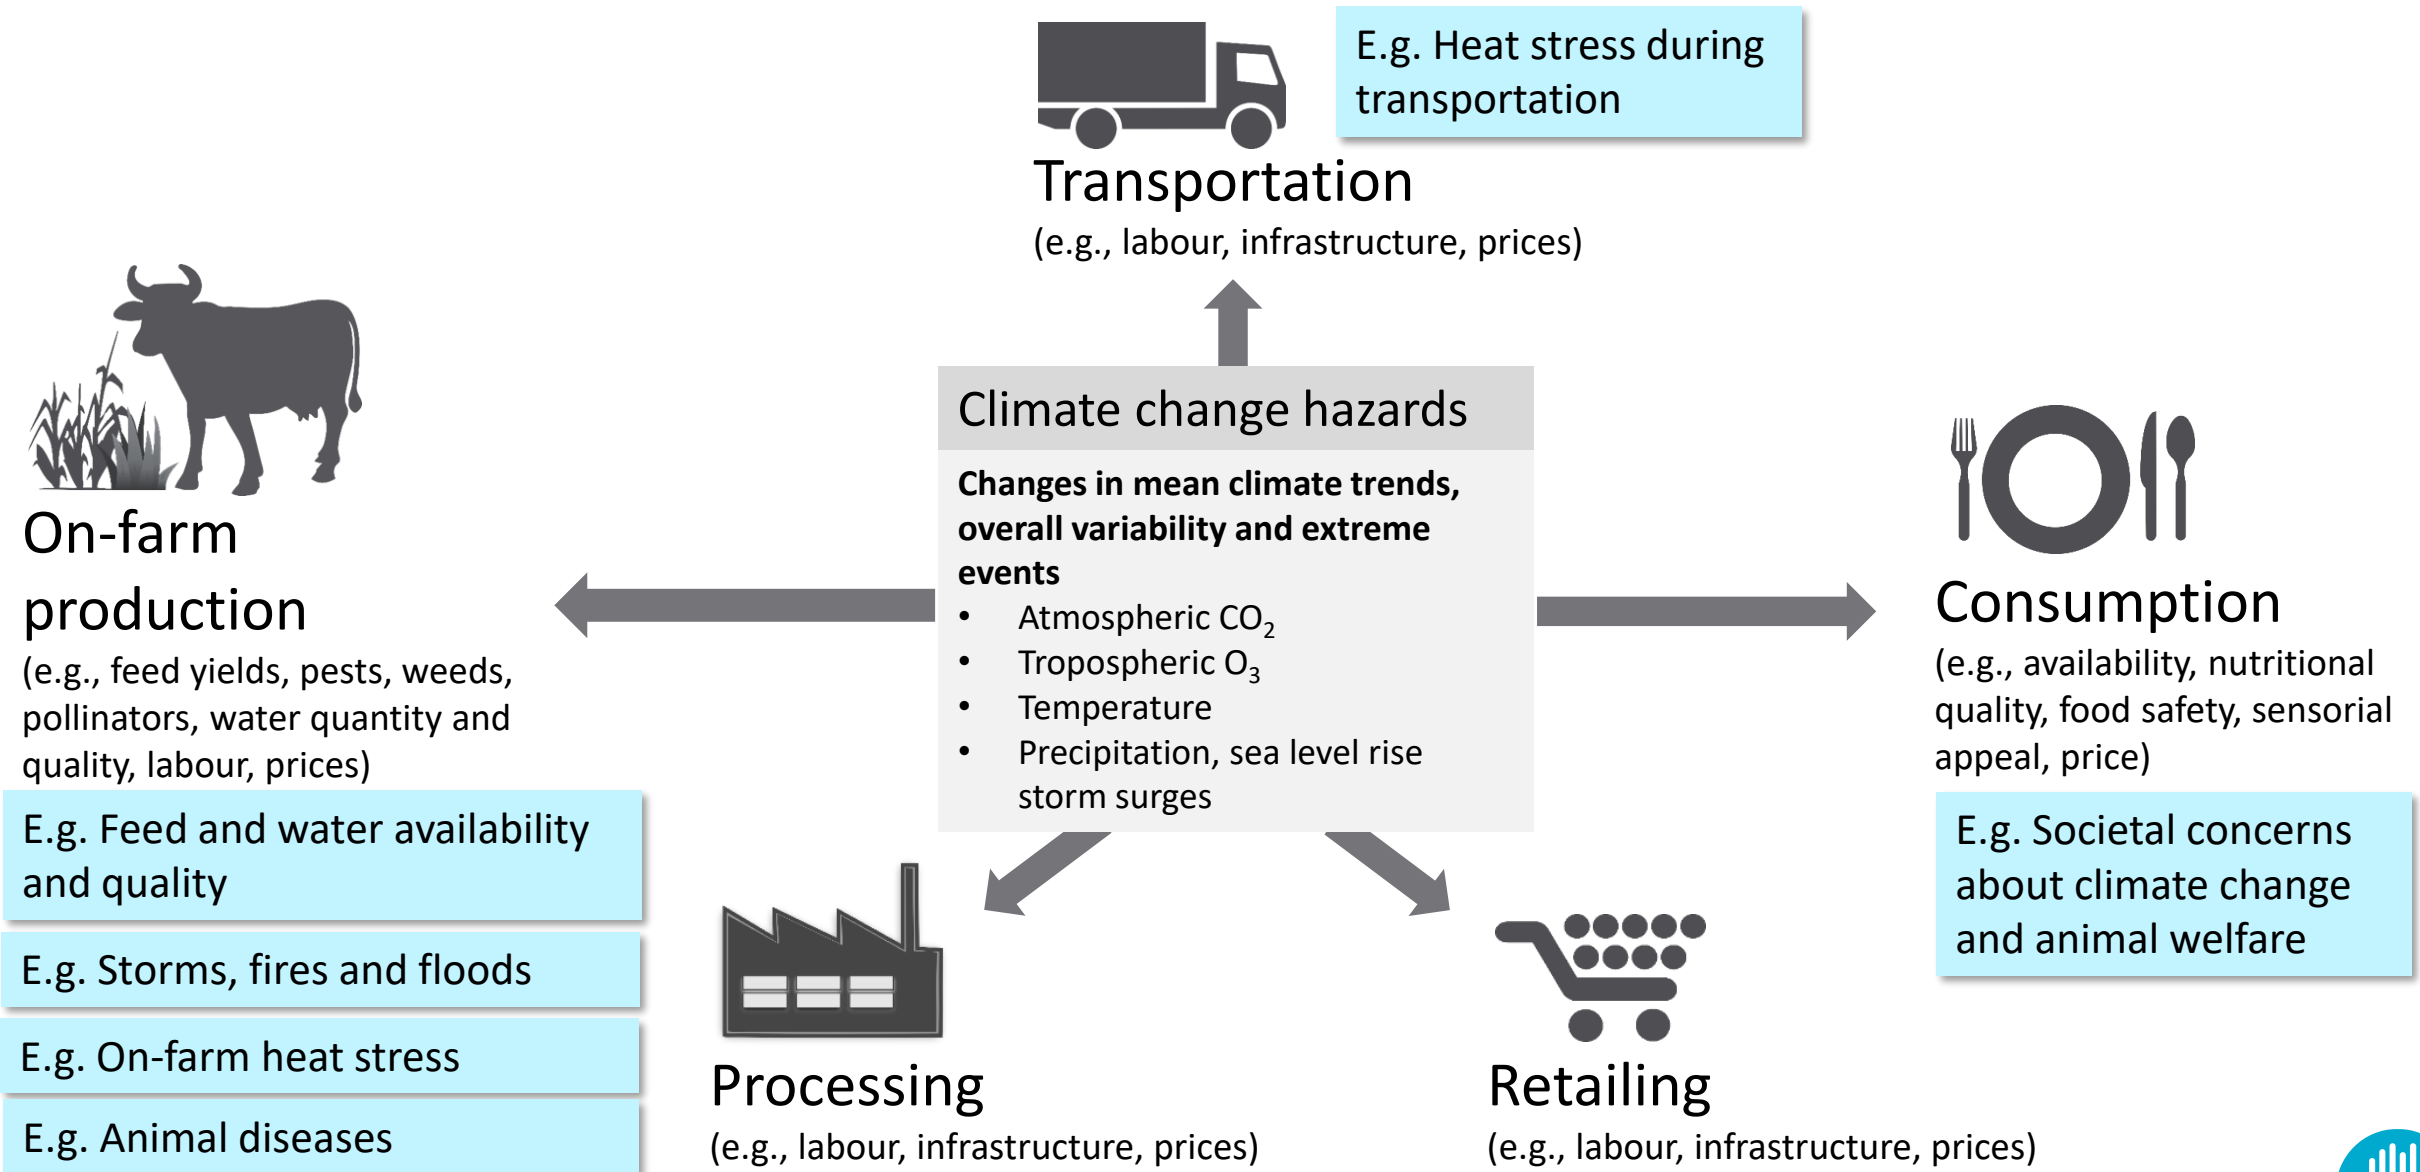 E.g. Heat stress during
transportation
Transportation
(e.g., labour, infrastructure, prices)
On-farm
production
(e.g., feed yields, pests, weeds,
pollinators, water quantity and
quality, labour, prices)
E.g. Feed and water availability
and quality
E.g. Storms, fires and floods
E.g. On-farm heat stress
E.g. Animal diseases
Climate change hazards
Changes in mean climate trends,
overall variability and extreme
events
• Atmospheric CO₂
• Tropospheric O₃
• Temperature
• Precipitation, sea level rise
storm surges
Consumption
(e.g., availability, nutritional
quality, food safety, sensorial
appeal, price)
E.g. Societal concerns
about climate change
and animal welfare
Processing
(e.g., labour, infrastructure, prices)
Retailing
(e.g., labour, infrastructure, prices)